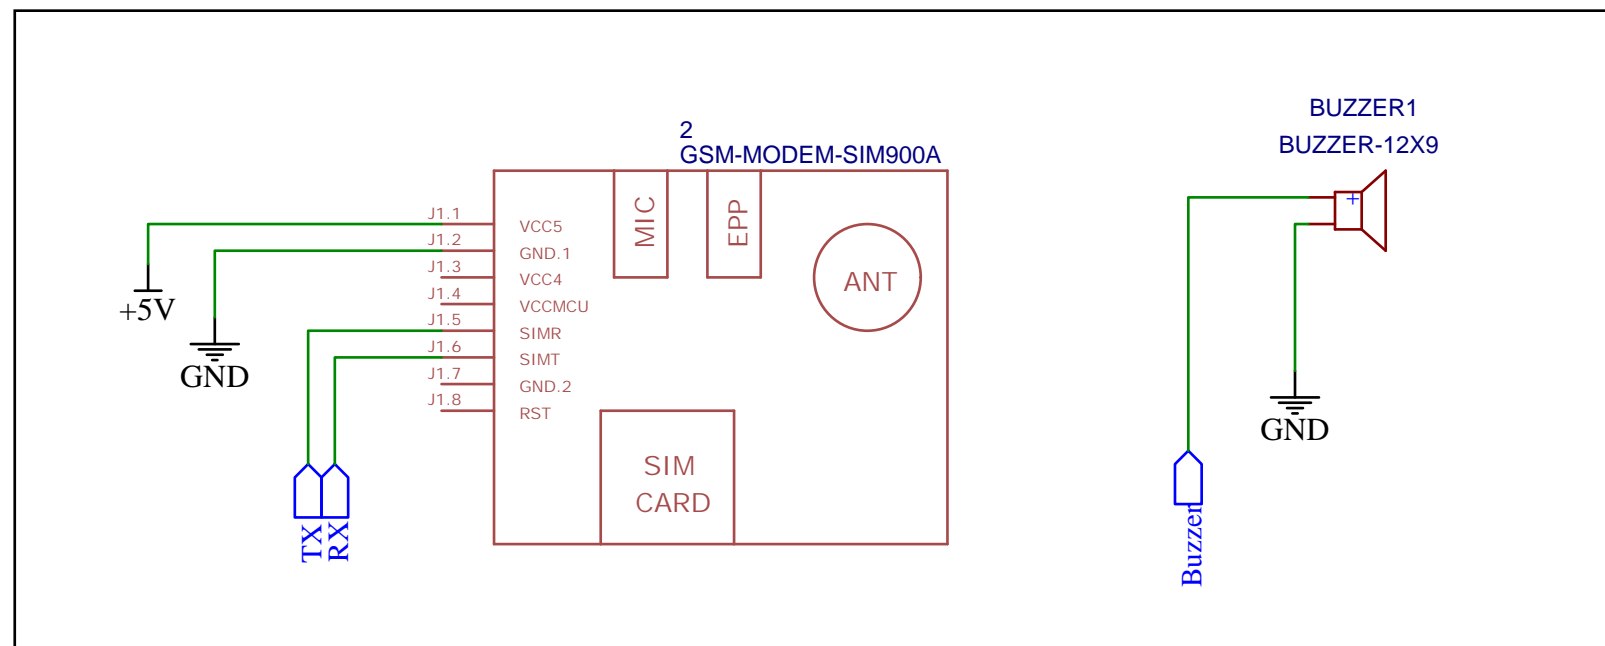 BUZZER1
BUZZER-12X9
2
GSM-MODEM-SIM900A
MIC
EPP
ANT
J1.1
VCC5
J1.2
GND.1
J1.3
VCC4
J1.4
VCCMCU
J1.5
SIMR
J1.6
SIMT
J1.7
GND.2
J1.8
RST
+
+5V
GND
GND
SIM
CARD
TX
RX
Buzzer